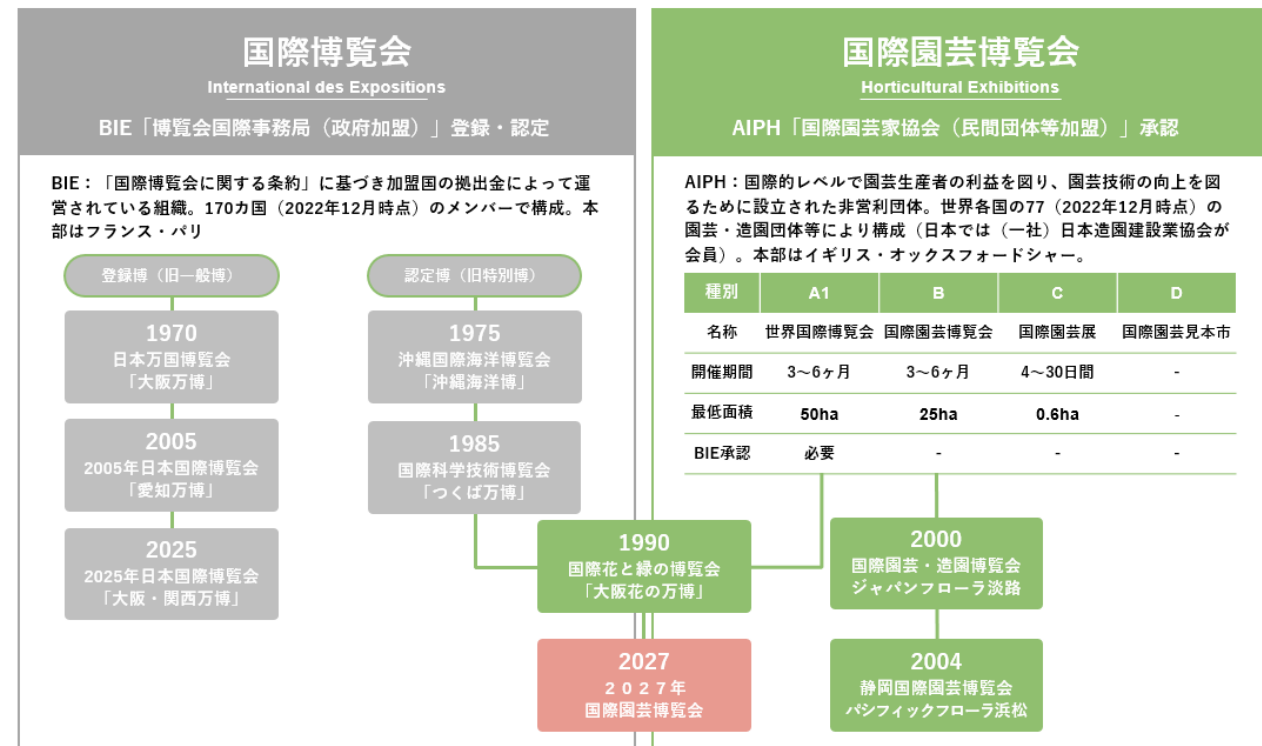 国際博覧会
International des Expositions
BIE「博覧会国際事務局（政府加盟）」登録・認定
BIE：「国際博覧会に関する条約」に基づき加盟国の拠出金によって運
営されている組織。170カ国（2022年12月時点）のメンバーで構成。本
部はフランス・パリ
登録博（旧一般博）
1970
日本万国博覧会
「大阪万博」
2005
2005年日本国際博覧会
「愛知万博」
2025
2025年日本国際博覧会
「大阪・関西万博」
認定博（旧特別博）
1975
沖縄国際海洋博覧会
「沖縄海洋博」
1985
国際科学技術博覧会
「つくば万博」
1990
国際花と緑の博覧会
「大阪花の万博」
2027
２０２７年
国際園芸博覧会
国際園芸博覧会
Horticultural Exhibitions
AIPH「国際園芸家協会（民間団体等加盟）」承認
AIPH：国際的レベルで園芸生産者の利益を図り、園芸技術の向上を図
るために設立された非営利団体。世界各国の77（2022年12月時点）の
園芸・造園団体等により構成（日本では（一社）日本造園建設業協会が
会員）。本部はイギリス・オックスフォードシャー。
種別 A1 B C D
名称 世界国際博覧会 国際園芸博覧会 国際園芸展 国際園芸見本市
開催期間 3〜6ヶ月 3〜6ヶ月 4〜30日間 -
最低面積 50ha 25ha 0.6ha -
BIE承認 必要 - - -
2000
国際園芸・造園博覧会
ジャパンフローラ淡路
2004
静岡国際園芸博覧会
パシフィックフローラ浜松